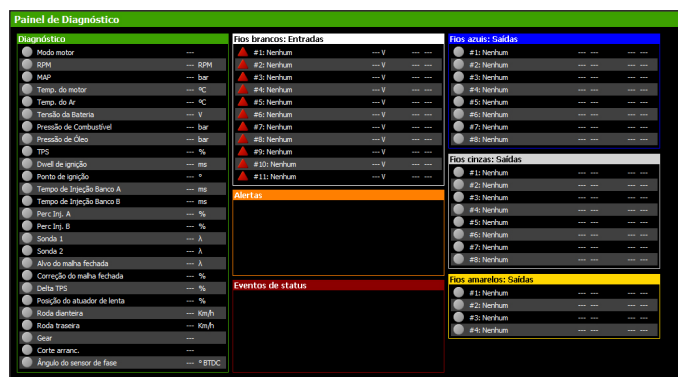 Painel de Diagnóstico
Diagnóstico
Modo motor ---
RPM --- RPM
MAP --- bar
Temp. do motor --- ºC
Temp. do Ar --- ºC
Tensão da Bateria --- V
Pressão de Combustível --- bar
Pressão de Óleo --- bar
TPS --- %
Dwell de ignição --- ms
Ponto de ignição --- °
Tempo de Injeção Banco A --- ms
Tempo de Injeção Banco B --- ms
Perc Inj. A --- %
Perc Inj. B --- %
Sonda 1 --- λ
Sonda 2 --- λ
Alvo do malha fechada --- λ
Correção do malha fechada --- %
Delta TPS --- %
Posição do atuador de lenta --- %
Roda dianteira --- Km/h
Roda traseira --- Km/h
Gear ---
Corte arranc. ---
Ângulo do sensor de fase --- ° BTDC
Fios brancos: Entradas
#1: Nenhum --- V --- ---
#2: Nenhum --- V --- ---
#3: Nenhum --- V --- ---
#4: Nenhum --- V --- ---
#5: Nenhum --- V --- ---
#6: Nenhum --- V --- ---
#7: Nenhum --- V --- ---
#8: Nenhum --- V --- ---
#9: Nenhum --- V --- ---
#10: Nenhum --- V --- ---
#11: Nenhum --- V --- ---
Alertas
Eventos de status
Fios azuis: Saídas
#1: Nenhum --- --- --- ---
#2: Nenhum --- --- --- ---
#3: Nenhum --- --- --- ---
#4: Nenhum --- --- --- ---
#5: Nenhum --- --- --- ---
#6: Nenhum --- --- --- ---
#7: Nenhum --- --- --- ---
#8: Nenhum --- --- --- ---
Fios cinzas: Saídas
#1: Nenhum --- --- --- ---
#2: Nenhum --- --- --- ---
#3: Nenhum --- --- --- ---
#4: Nenhum --- --- --- ---
#5: Nenhum --- --- --- ---
#6: Nenhum --- --- --- ---
#7: Nenhum --- --- --- ---
#8: Nenhum --- --- --- ---
Fios amarelos: Saídas
#1: Nenhum --- --- --- ---
#2: Nenhum --- --- --- ---
#3: Nenhum --- --- --- ---
#4: Nenhum --- --- --- ---